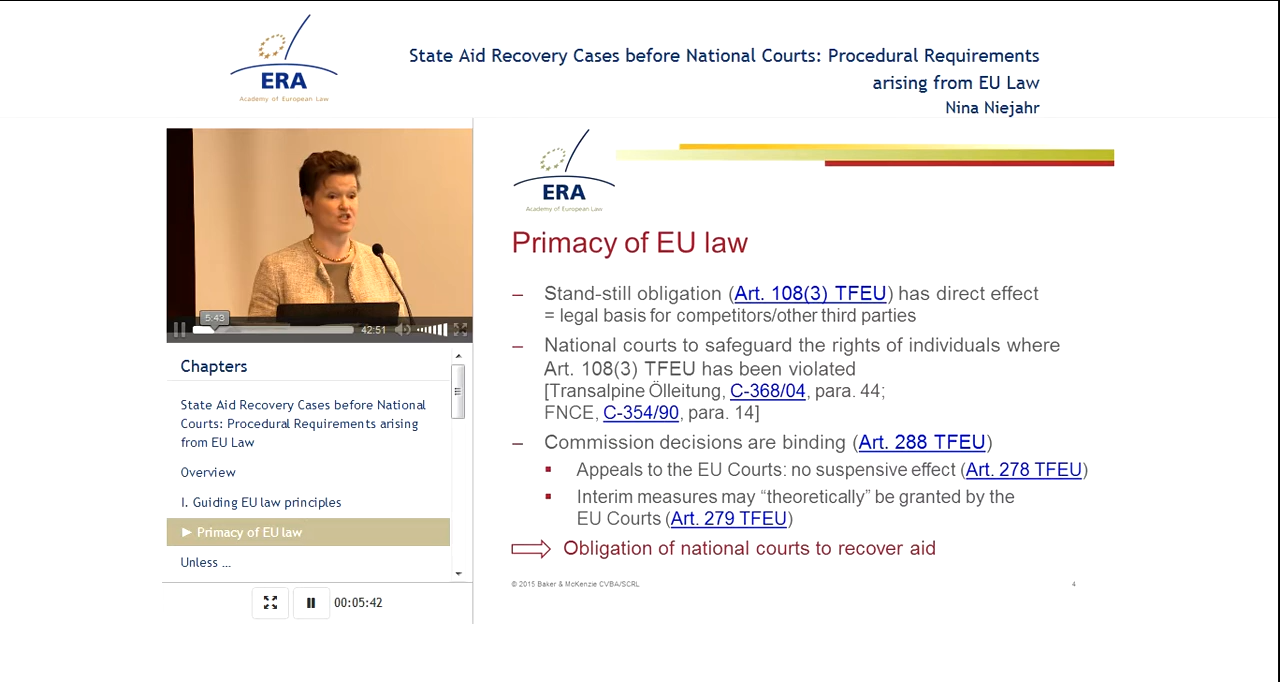 ERA
Academy of European Law
State Aid Recovery Cases before National Courts: Procedural Requirements
arising from EU Law
Nina Niejahr
5:43
42:51
Chapters
State Aid Recovery Cases before National
Courts: Procedural Requirements arising
from EU Law
Overview
I. Guiding EU law principles
► Primacy of EU law
Unless ...
00:05:42
ERA
Academy of European Law
Primacy of EU law
– Stand-still obligation (Art. 108(3) TFEU) has direct effect
= legal basis for competitors/other third parties
– National courts to safeguard the rights of individuals where
Art. 108(3) TFEU has been violated
[Transalpine Ölleitung, C-368/04, para. 44;
FNCE, C-354/90, para. 14]
– Commission decisions are binding (Art. 288 TFEU)
▪ Appeals to the EU Courts: no suspensive effect (Art. 278 TFEU)
▪ Interim measures may “theoretically” be granted by the
EU Courts (Art. 279 TFEU)
Obligation of national courts to recover aid
© 2015 Baker & McKenzie CVBA/SCRL
4